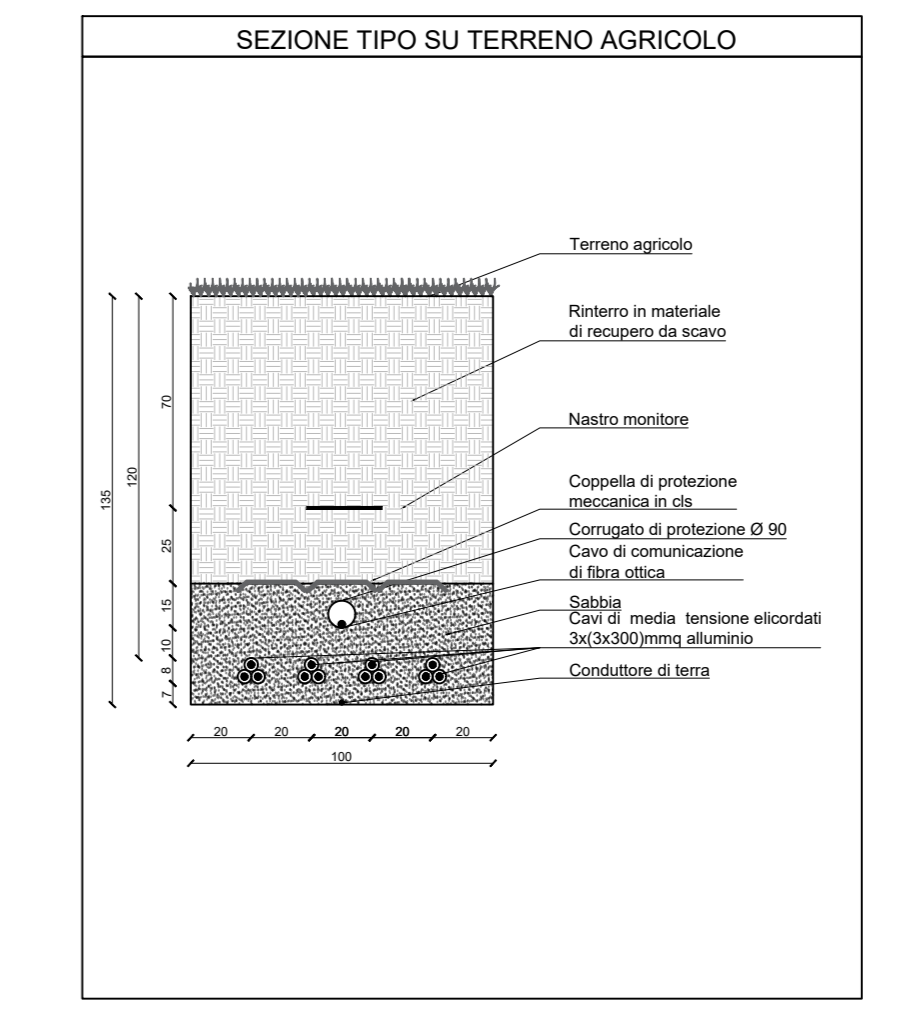 SEZIONE TIPO SU TERRENO AGRICOLO
Terreno agricolo
Rinterro in materiale
di recupero da scavo
Nastro monitore
Coppella di protezione
meccanica in cls
Corrugato di protezione Ø 90
Cavo di comunicazione
di fibra ottica
Sabbia
Cavi di media tensione elicordati
3x(3x300)mmq alluminio
Conduttore di terra
135
120
70
25
15
10
8
7
20 20 20 20 20
100